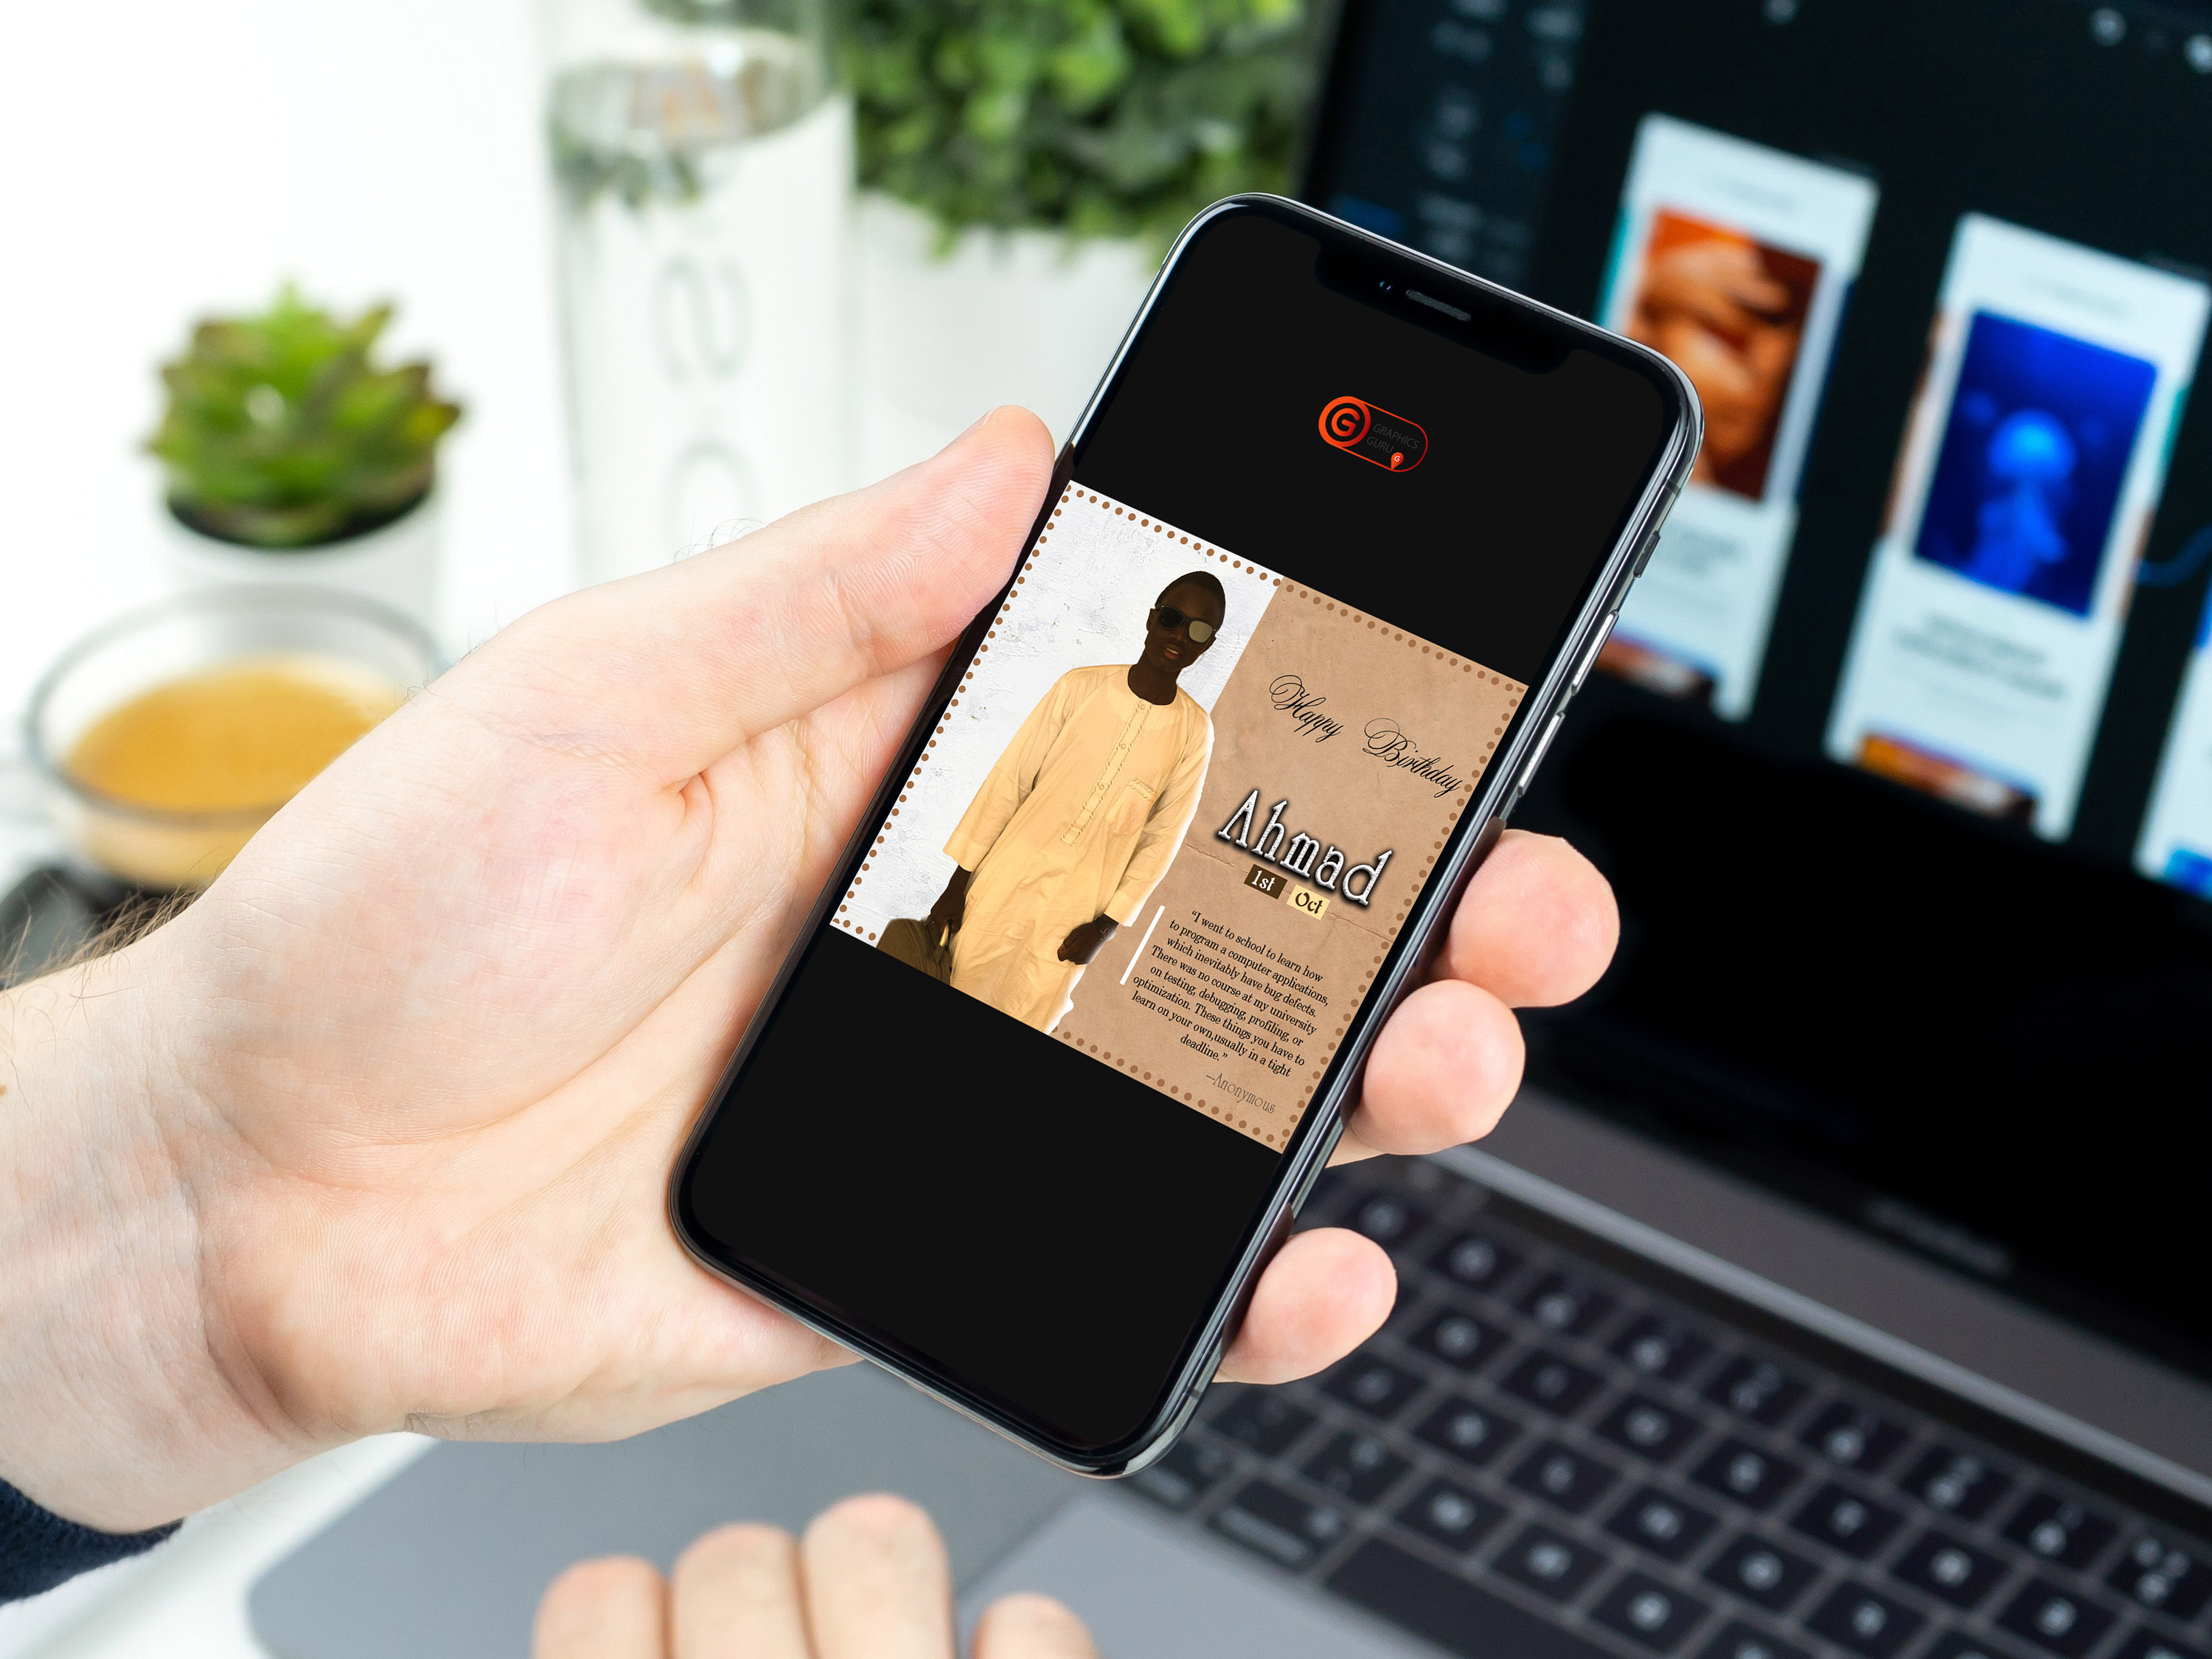 GRAPHICS
GURU
Happy Birthday
Ahmad
1st
Oct
"I went to school to learn how
to program a computer applications,
which inevitably have bug defects.
There was no course at my university
on testing, debugging, profiling, or
optimization. These things you have to
learn on your own,usually in a tight
deadline."
—Anonymous